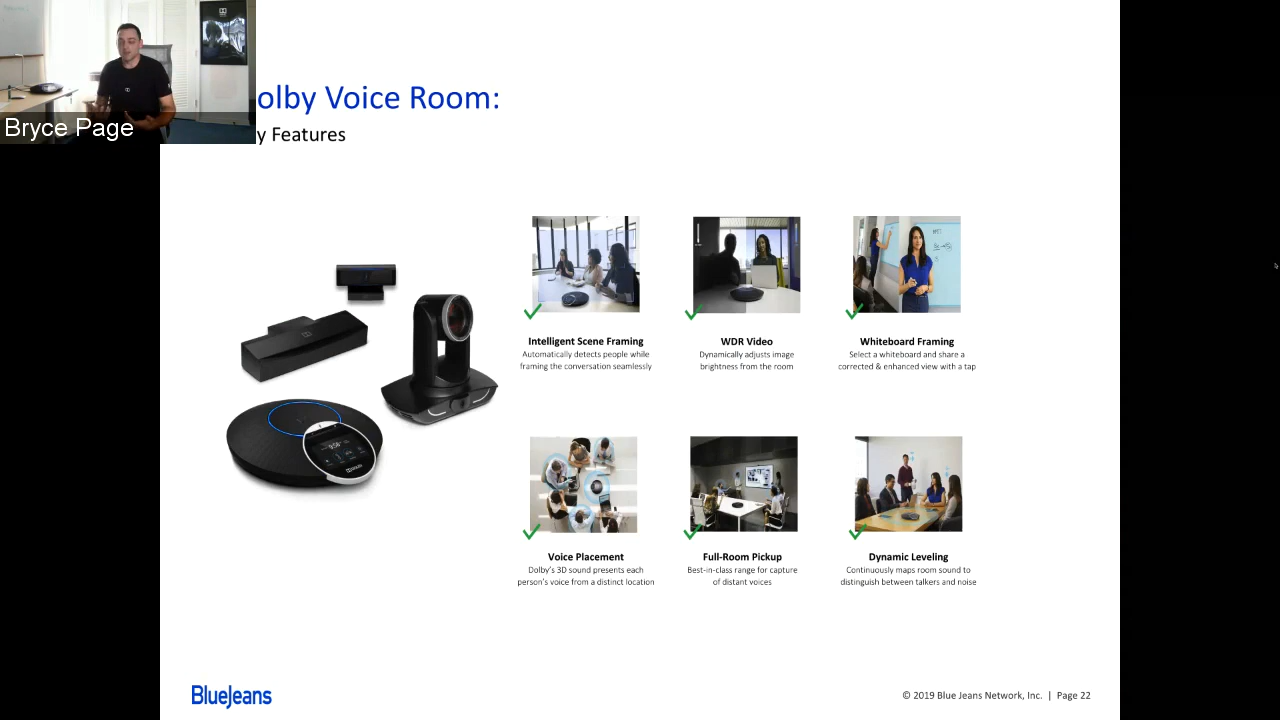 Bryce Page
olby Voice Room:
y Features
Intelligent Scene Framing
Automatically detects people while
framing the conversation seamlessly
WDR Video
Dynamically adjusts image
brightness from the room
Whiteboard Framing
Select a whiteboard and share a
corrected & enhanced view with a tap
Voice Placement
Dolby's 3D sound presents each
person's voice from a distinct location
Full-Room Pickup
Best-in-class range for capture
of distant voices
Dynamic Leveling
Continuously maps room sound to
distinguish between talkers and noise
BlueJeans
© 2019 Blue Jeans Network, Inc. | Page 22